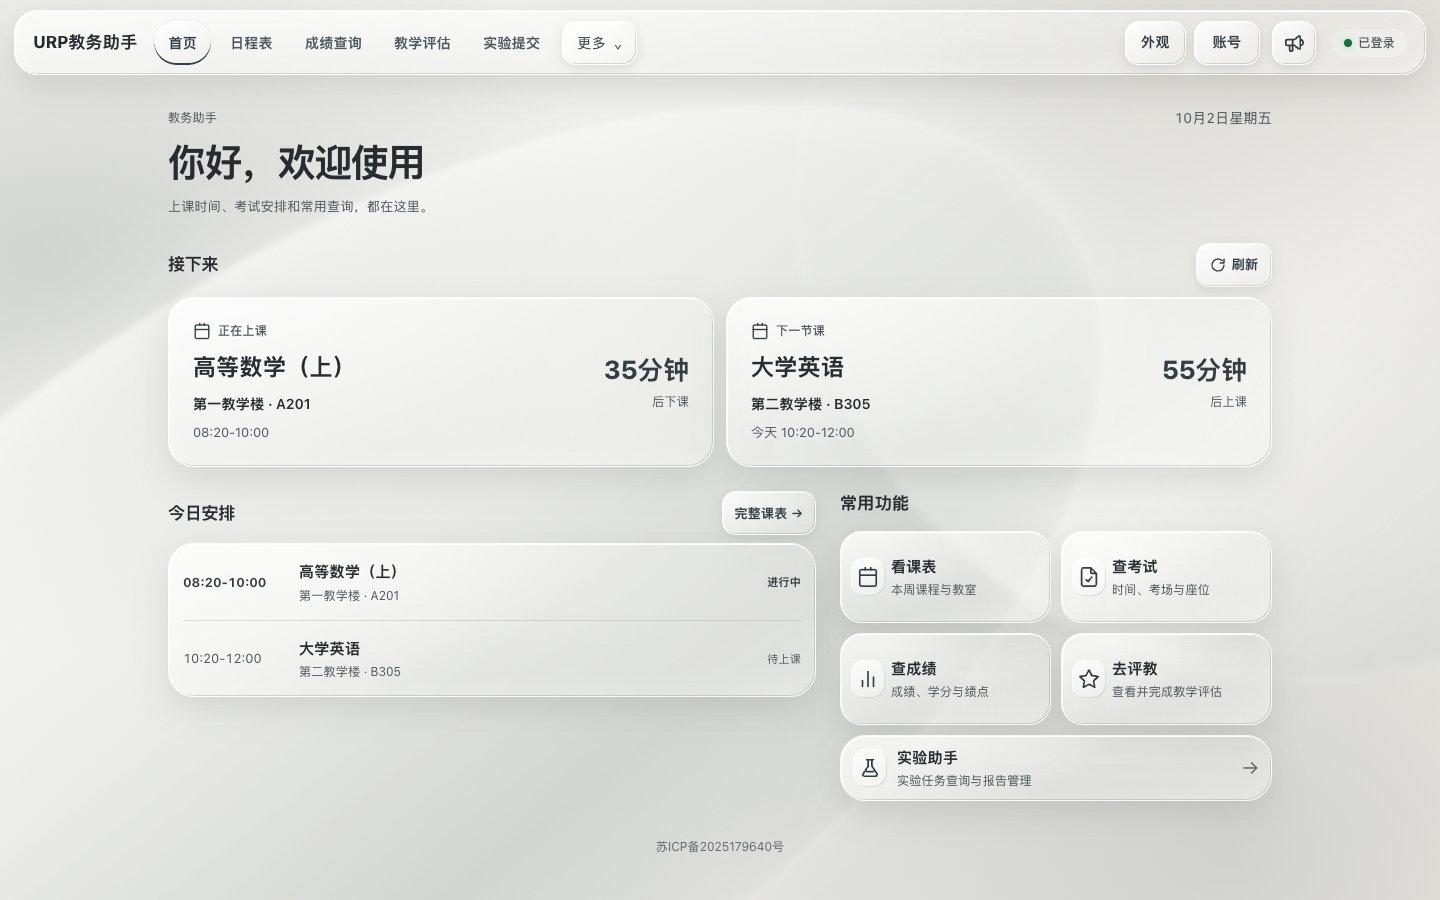 URP教务助手 首页 日程表 成绩查询 教学评估 实验提交 更多 外观 账号 已登录
教务助手 10月2日星期五
你好，欢迎使用
上课时间、考试安排和常用查询，都在这里。
接下来 刷新
正在上课
高等数学（上） 35分钟
第一教学楼 · A201 后下课
08:20-10:00
下一节课
大学英语 55分钟
第二教学楼 · B305 后上课
今天 10:20-12:00
今日安排 完整课表 →
08:20-10:00 高等数学（上） 进行中
第一教学楼 · A201
10:20-12:00 大学英语 待上课
第二教学楼 · B305
常用功能
看课表
本周课程与教室
查考试
时间、考场与座位
查成绩
成绩、学分与绩点
去评教
查看并完成教学评估
实验助手
实验任务查询与报告管理
苏ICP备2025179640号